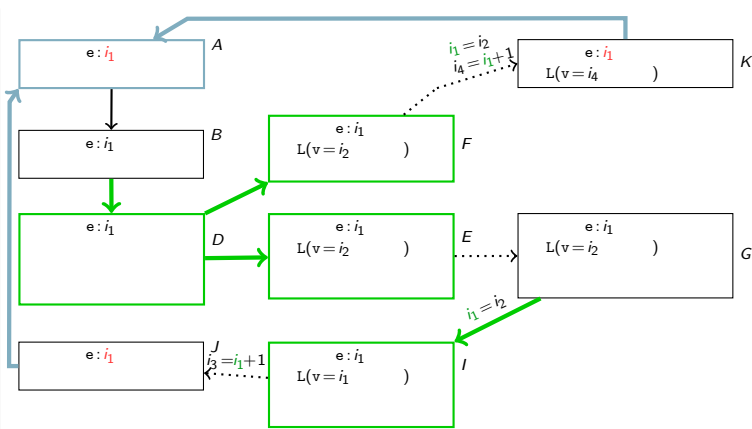 A
e : i₁
i₁ = i₂
i₄ = i₁+1
e : i₁
L(v = i₄ )
K
B
e : i₁
e : i₁
L(v = i₂ )
F
e : i₁
D
e : i₁
L(v = i₂ )
E
e : i₁
L(v = i₂ )
G
i₁ = i₂
J
e : i₁
i₃ = i₁+1
e : i₁
L(v = i₁ )
I